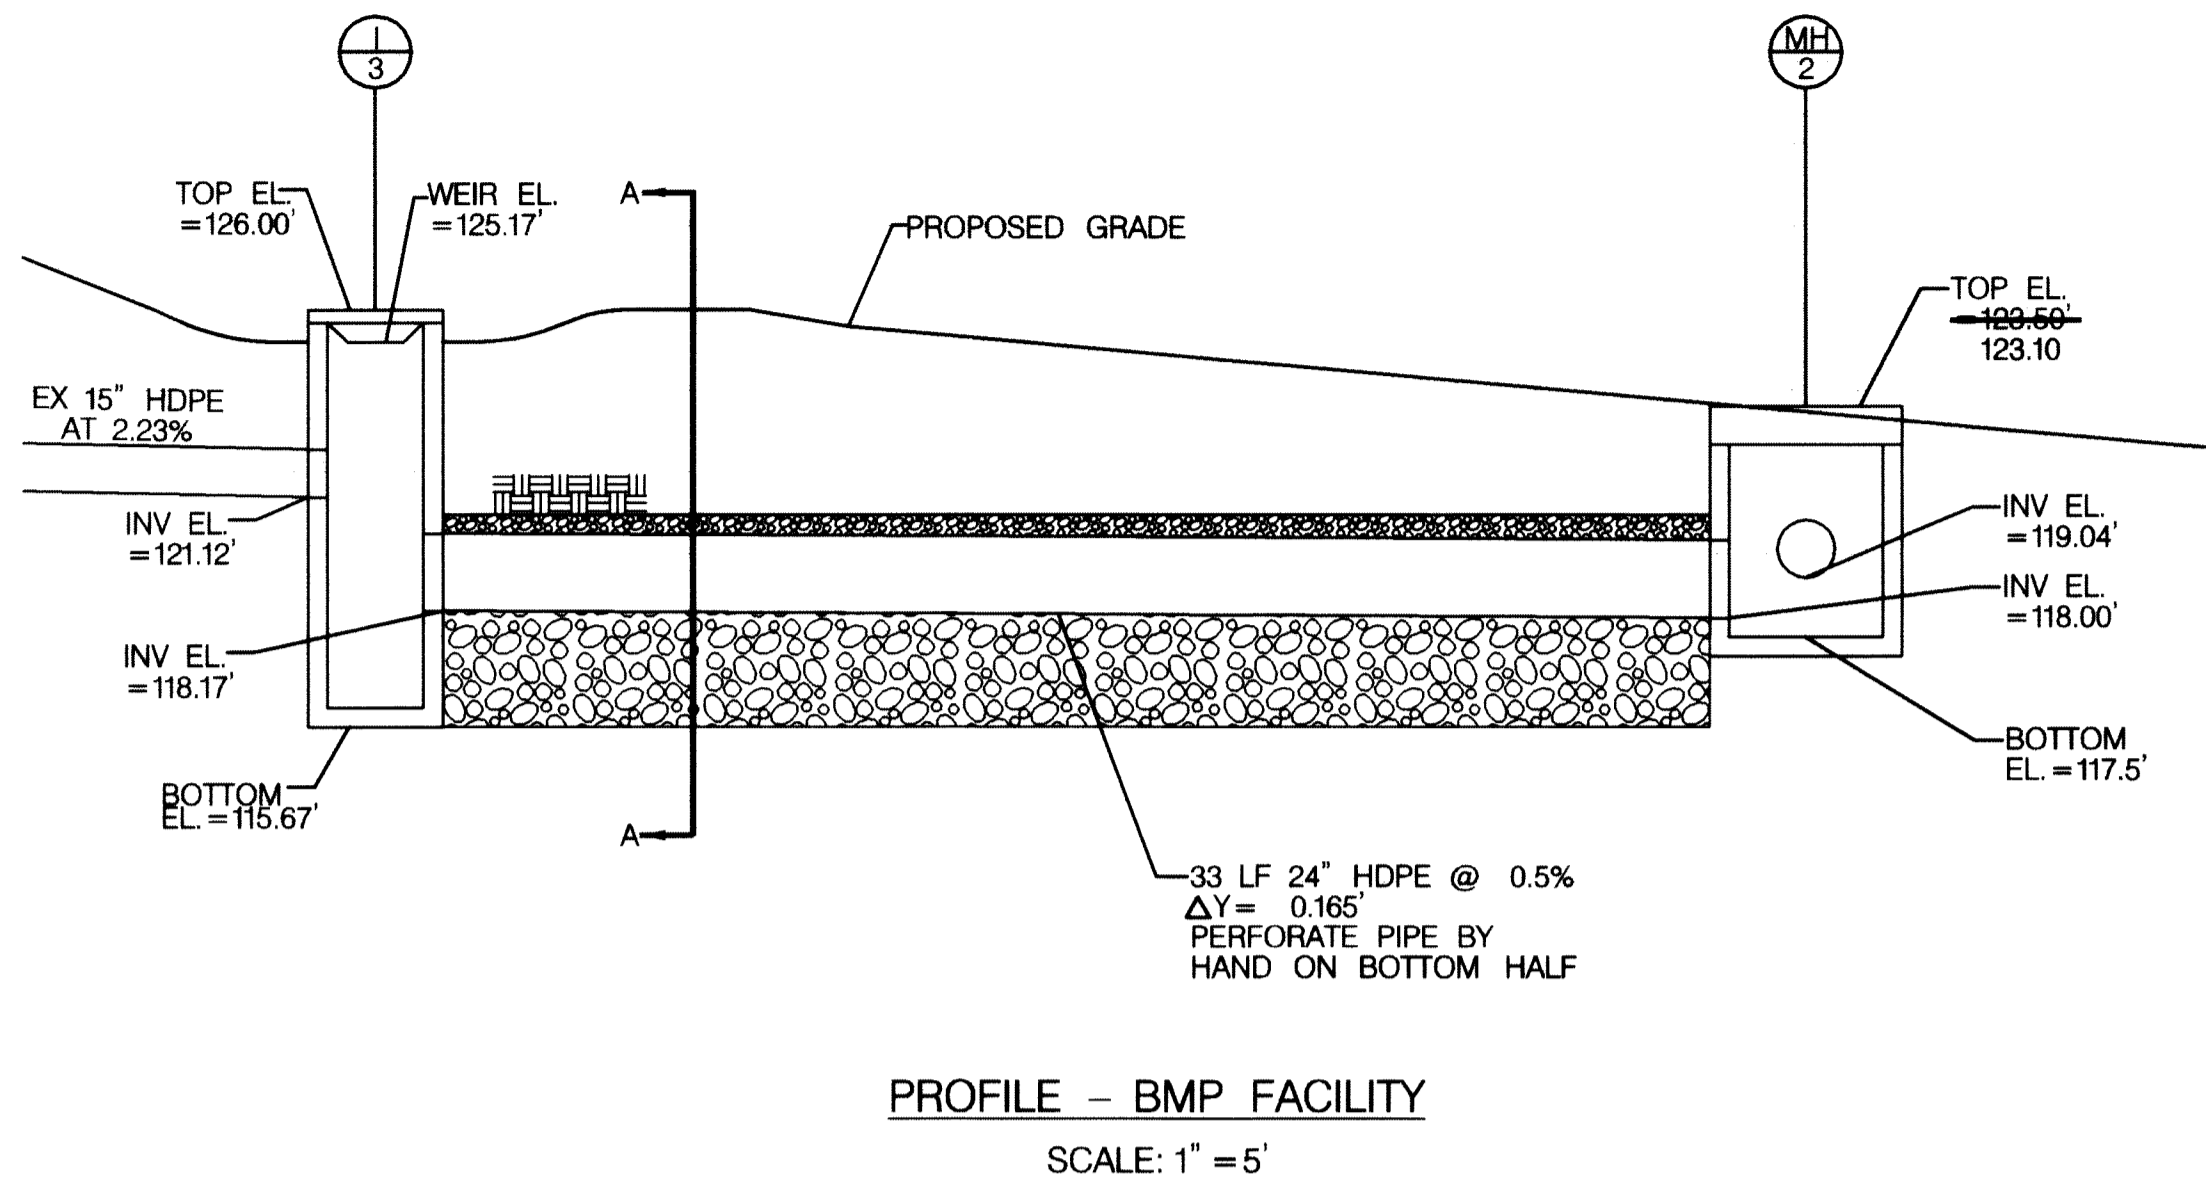 I
3
MH
2
TOP EL.
=126.00'
WEIR EL.
=125.17'
A
PROPOSED GRADE
TOP EL.
=123.50'
123.10
EX 15" HDPE
AT 2.23%
INV EL.
=121.12'
INV EL.
=119.04'
INV EL.
=118.00'
INV EL.
=118.17'
BOTTOM
EL.=117.5'
BOTTOM
EL.=115.67'
A
33 LF 24" HDPE @ 0.5%
ΔY= 0.165'
PERFORATE PIPE BY
HAND ON BOTTOM HALF
PROFILE - BMP FACILITY
SCALE: 1"=5'